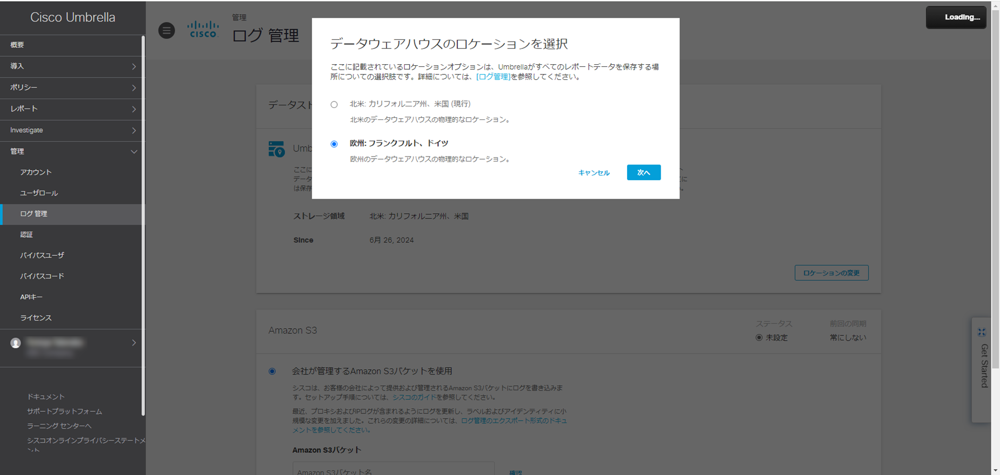 Cisco Umbrella
概要
導入
ポリシー
レポート
Investigate
管理
アカウント
ユーザロール
ログ 管理
認証
バイパスユーザ
バイパスコード
APIキー
ライセンス
ドキュメント
サポートプラットフォーム
ラーニング センターへ
シスコオンラインプライバシーステートメ
ント
CISCO
管理
ログ 管理
Loading...
データウェアハウスのロケーションを選択
ここに記載されているロケーションオプションは、Umbrellaがすべてのレポートデータを保存する場
所についての選択肢です。詳細については、[ログ管理]を参照してください。
北米: カリフォルニア州、米国 (現行)
北米のデータウェアハウスの物理的なロケーション。
欧州: フランクフルト、ドイツ
欧州のデータウェアハウスの物理的なロケーション。
キャンセル
次へ
データスト
Umb
ここに
データ
に
は保存
ストレージ領域
北米: カリフォルニア州、米国
Since
6月 26, 2024
ロケーションの変更
Amazon S3
ステータス
前回の同期
未設定
常にしない
会社が管理するAmazon S3バケットを使用
シスコは、お客様の会社によって提供および管理されるAmazon S3バケットにログを書き込みま
す。セットアップ手順については、シスコのガイドを参照してください。
最近、プロキシおよびIPログが含まれるようにログを更新し、ラベルおよびアイデンティティに小
規模な変更を加えました。これらの変更の詳細については、ログ管理のエクスポート形式のドキュ
メントを参照してください。
Amazon S3バケット
Amazon S3バケット名
確認
Get Started